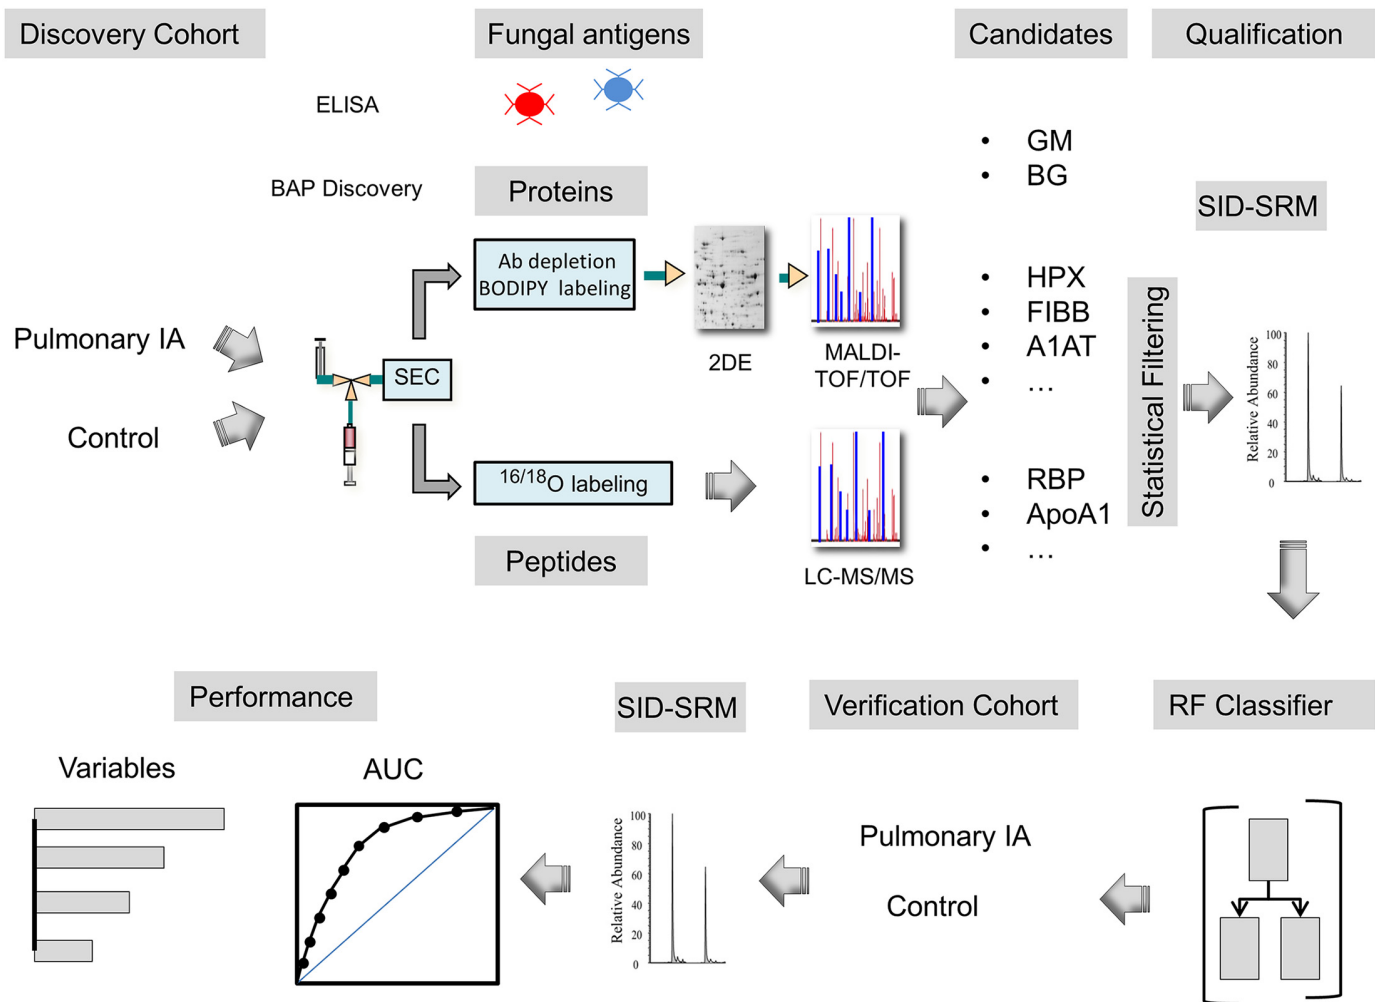 Discovery Cohort
Fungal antigens
Candidates
Qualification
ELISA
• GM
• BG
BAP Discovery
Proteins
SID-SRM
Ab depletion
BODIPY labeling
2DE
MALDI-
TOF/TOF
• HPX
• FIBB
• A1AT
• ...
Statistical Filtering
Pulmonary IA
Control
SEC
16/18O labeling
Peptides
LC-MS/MS
• RBP
• ApoA1
• ...
Relative Abundance
100
80
60
40
20
0
Performance
SID-SRM
Verification Cohort
RF Classifier
Variables
AUC
Relative Abundance
100
80
60
40
20
0
Pulmonary IA
Control